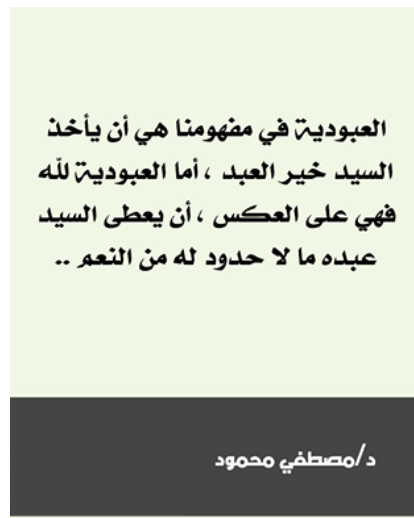 العبودية في مفهومنا هي أن يأخذ
السيد خير العبد ، أما العبودية لله
فهي على العكس ، أن يعطى السيد
عبده ما لا حدود له من النعم ..
د/مصطفي محمود